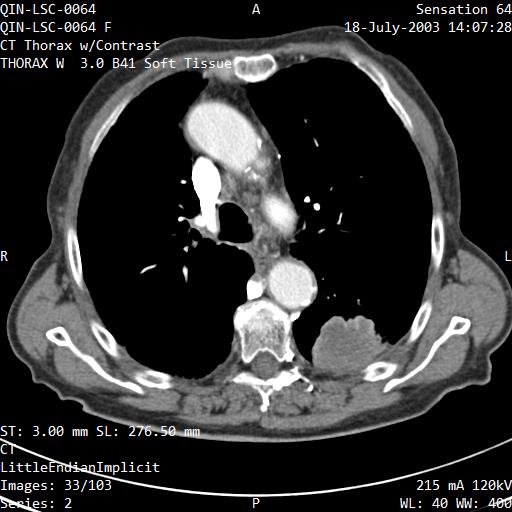 QIN-LSC-0064
A
Sensation 64
QIN-LSC-0064 F
18-July-2003 14:07:28
CT Thorax w/Contrast
THORAX W  3.0 B41 Soft Tissue
R
L
ST: 3.00 mm SL: 276.50 mm
CT
LittleEndianImplicit
Images: 33/103
215 mA 120kV
Series: 2
P
WL: 40 WW: 400